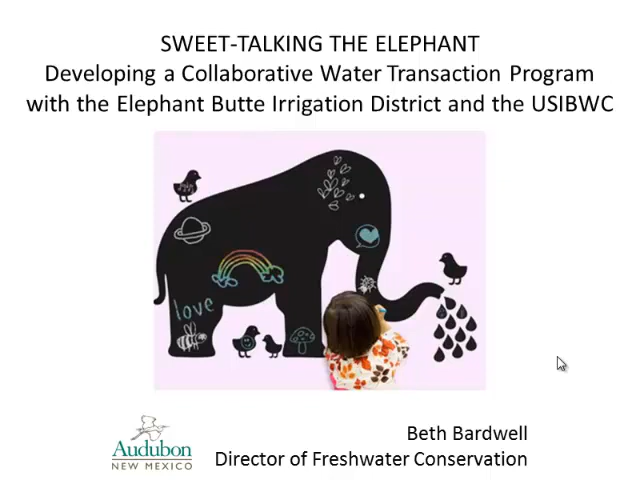 SWEET-TALKING THE ELEPHANT
Developing a Collaborative Water Transaction Program
with the Elephant Butte Irrigation District and the USIBWC
love
Beth Bardwell
Director of Freshwater Conservation
Audubon
NEW MEXICO